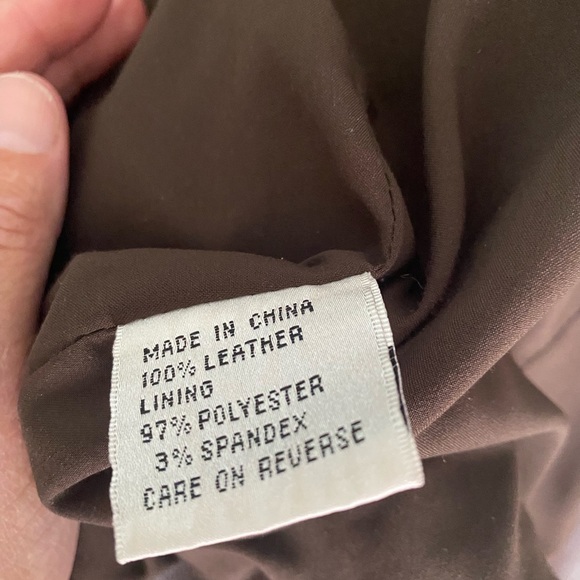 MADE IN CHINA
100% LEATHER
LINING
97% POLYESTER
3% SPANDEX
CARE ON REVERSE